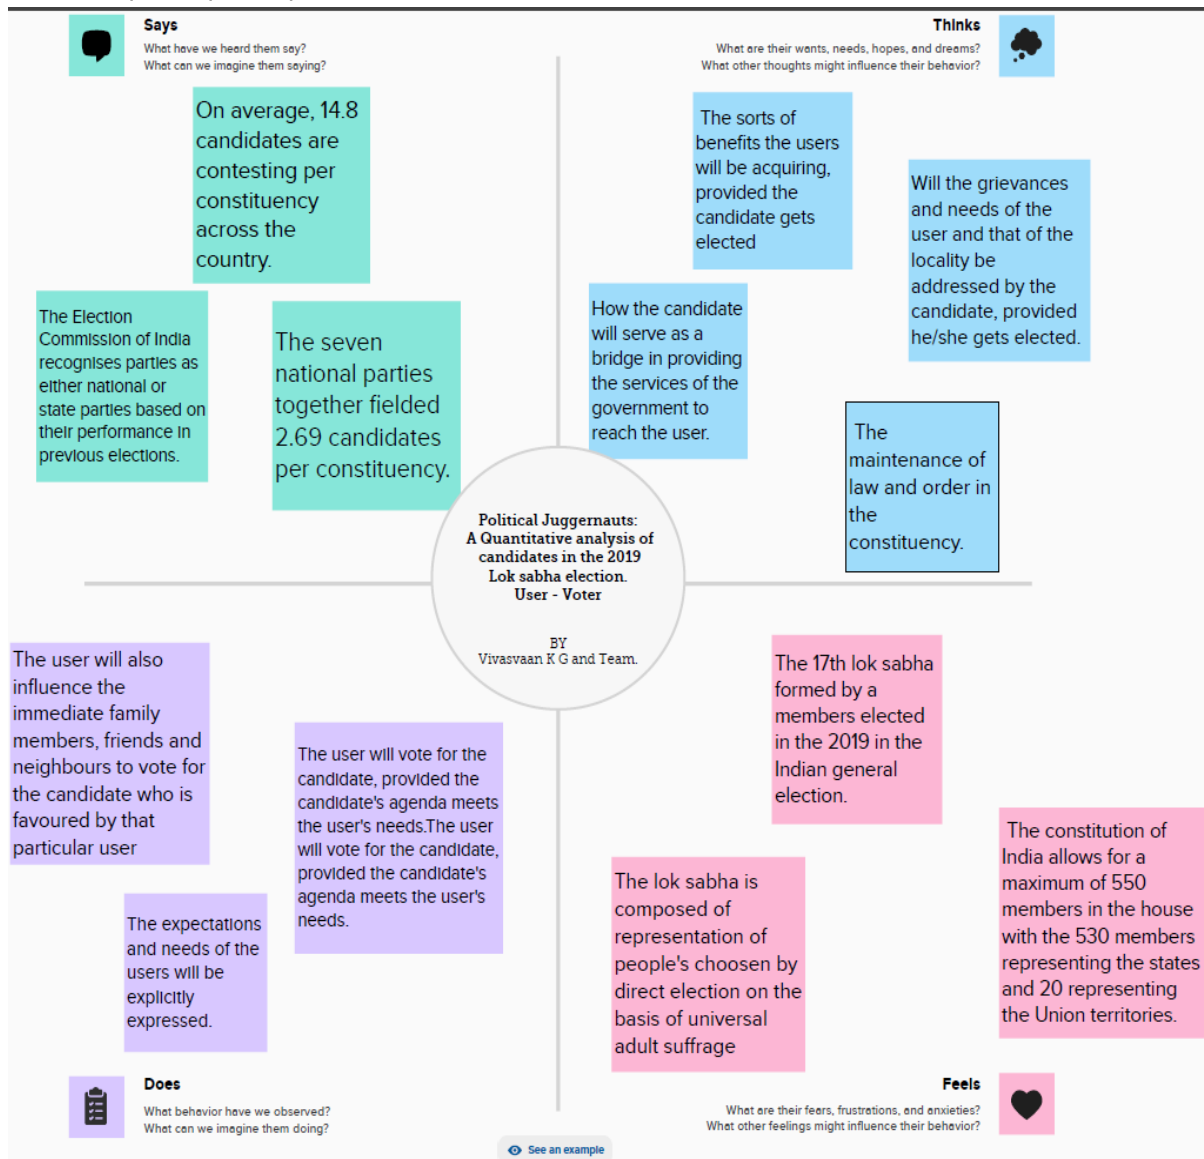 Says
What have we heard them say?
What can we imagine them saying?
Thinks
What are their wants, needs, hopes, and dreams?
What other thoughts might influence their behavior?
On average, 14.8
candidates are
contesting per
constituency
across the
country.
The Election
Commission of India
recognises parties as
either national or
state parties based on
their performance in
previous elections.
The seven
national parties
together fielded
2.69 candidates
per constituency.
The sorts of
benefits the users
will be acquiring,
provided the
candidate gets
elected
Will the grievances
and needs of the
user and that of the
locality be
addressed by the
candidate, provided
he/she gets elected.
How the candidate
will serve as a
bridge in providing
the services of the
government to
reach the user.
The
maintenance of
law and order in
the
constituency.
Political Juggernauts:
A Quantitative analysis of
candidates in the 2019
Lok sabha election.
User - Voter
BY
Vivasvaan K G and Team.
The user will also
influence the
immediate family
members, friends and
neighbours to vote for
the candidate who is
favoured by that
particular user
The user will vote for the
candidate, provided the
candidate's agenda meets
the user's needs.The user
will vote for the candidate,
provided the candidate's
agenda meets the user's
needs.
The expectations
and needs of the
users will be
explicitly
expressed.
The 17th lok sabha
formed by a
members elected
in the 2019 in the
Indian general
election.
The lok sabha is
composed of
representation of
people's choosen by
direct election on the
basis of universal
adult suffrage
The constitution of
India allows for a
maximum of 550
members in the house
with the 530 members
representing the states
and 20 representing
the Union territories.
Does
What behavior have we observed?
What can we imagine them doing?
Feels
What are their fears, frustrations, and anxieties?
What other feelings might influence their behavior?
See an example